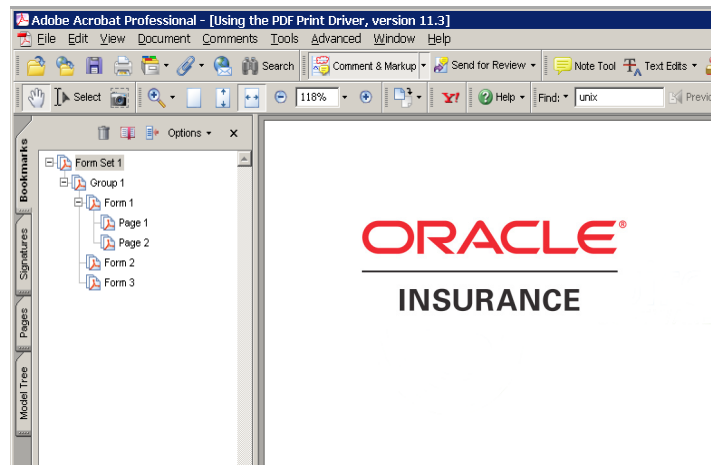 Adobe Acrobat Professional - [Using the PDF Print Driver, version 11.3]
File Edit View Document Comments Tools Advanced Window Help
Search Comment & Markup Send for Review Note Tool Text Edits
Select 118% Y! Help Find: unix
Options
Bookmarks
Signatures
Pages
Model Tree
Form Set 1
Group 1
Form 1
Page 1
Page 2
Form 2
Form 3
ORACLE®
INSURANCE